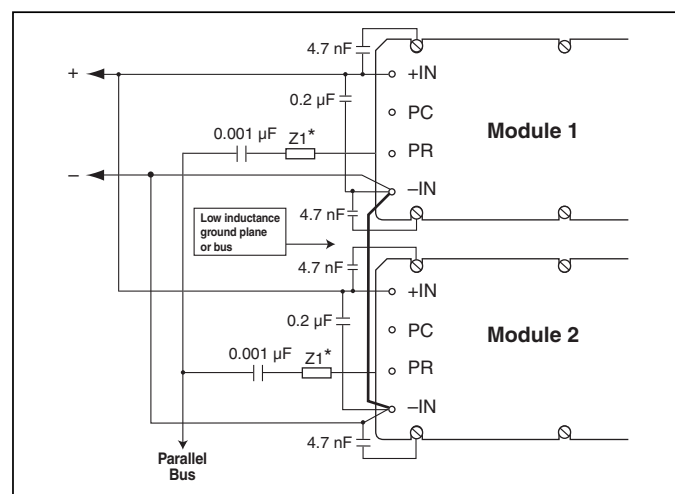 4.7 nF
+
+IN
0.2 µF
PC
Module 1
0.001 µF
Z1*
PR
–
–IN
4.7 nF
Low inductance
ground plane
or bus
4.7 nF
+IN
0.2 µF
PC
Module 2
0.001 µF
Z1*
PR
–IN
4.7 nF
Parallel
Bus